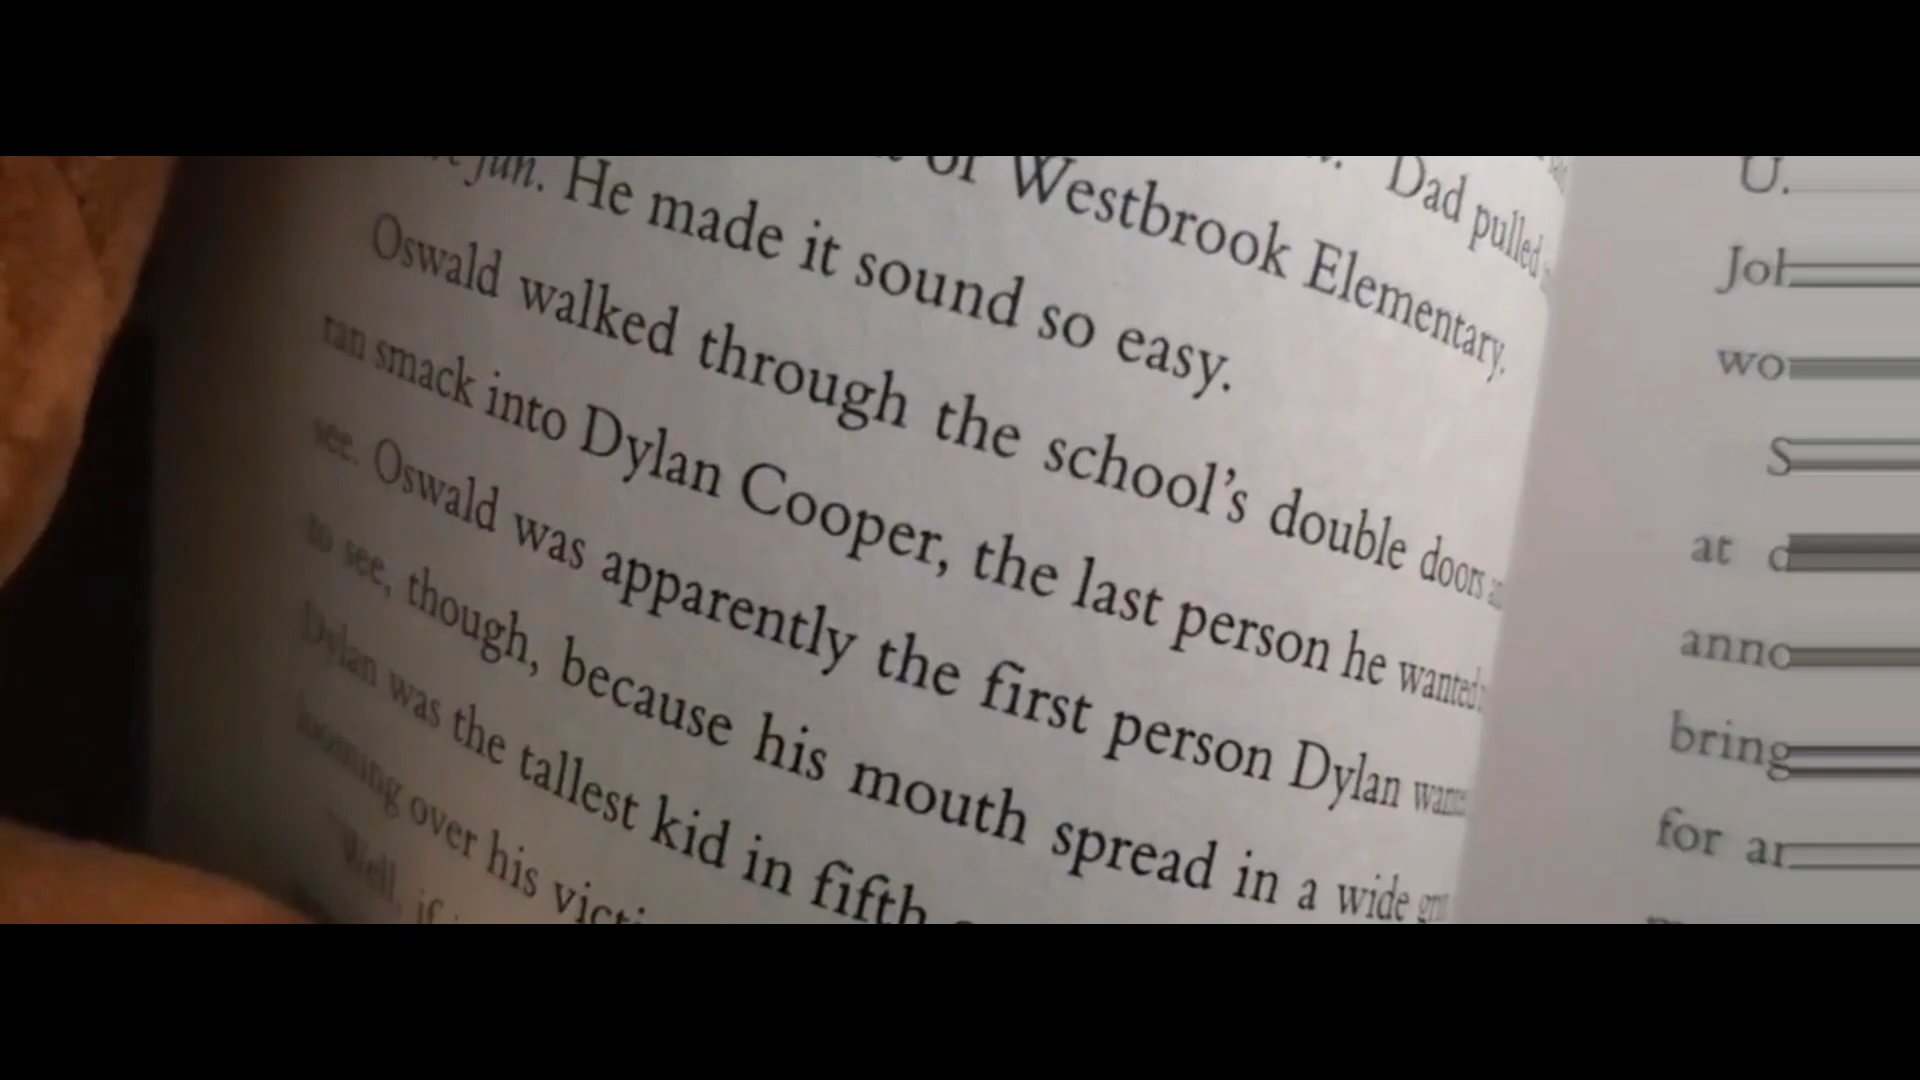 Dad pulled
of Westbrook Elementary.
fun. He made it sound so easy.
Oswald walked through the school's double doors
ran smack into Dylan Cooper, the last person he wanted
see. Oswald was apparently the first person Dylan
to see, though, because his mouth spread in a wide
Dylan was the tallest kid in fifth
looming over his
"Well, if
U.
wo
S
at
anno
bring
for